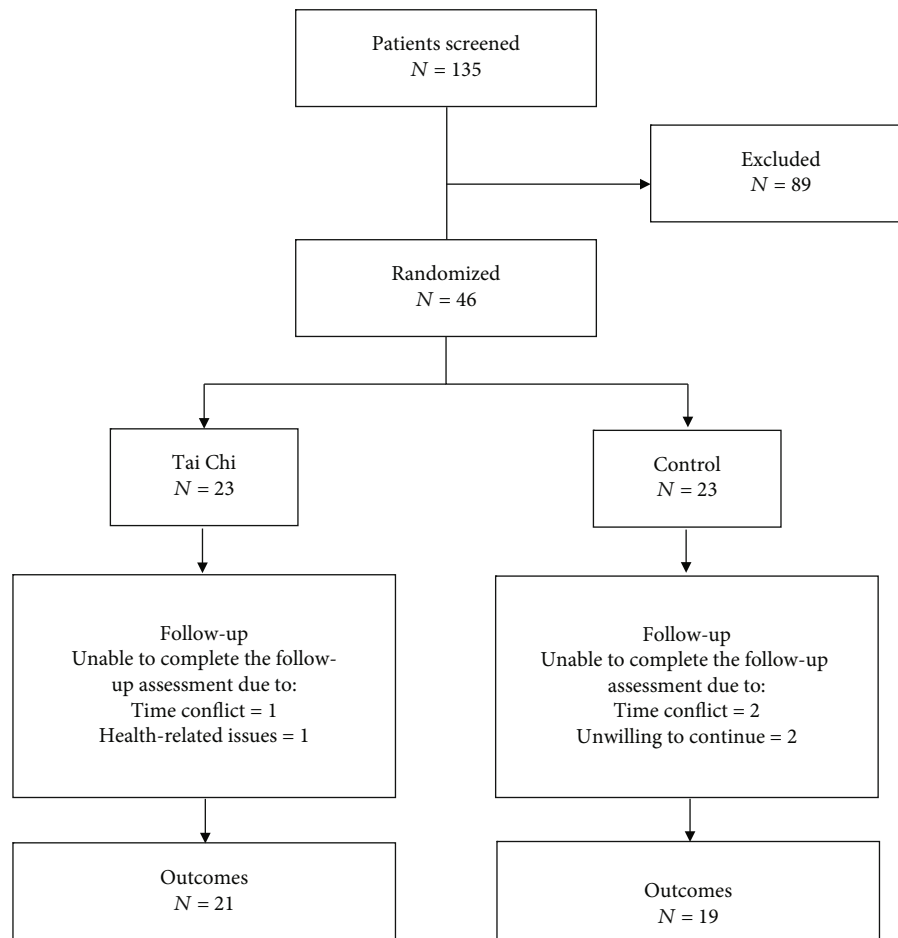 Patients screened
N = 135
Excluded
N = 89
Randomized
N = 46
Tai Chi
N = 23
Control
N = 23
Follow-up
Unable to complete the follow-
up assessment due to:
Time conflict = 1
Health-related issues = 1
Follow-up
Unable to complete the follow-up
assessment due to:
Time conflict = 2
Unwilling to continue = 2
Outcomes
N = 21
Outcomes
N = 19